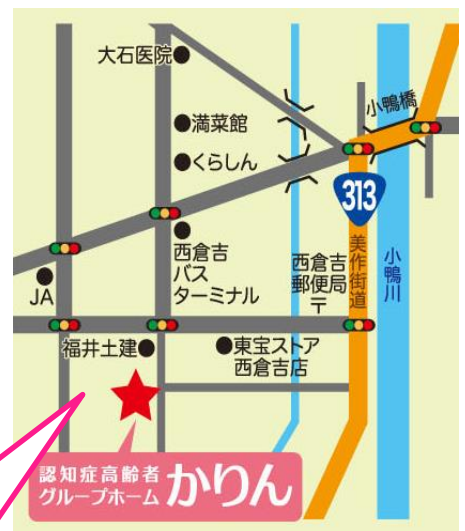 大石医院
満菜館
くらしん
小鴨橋
313
西倉吉
バス
ターミナル
西倉吉
郵便局
〒
美作街道
小鴨川
JA
福井土建
東宝ストア
西倉吉店
認知症高齢者
グループホーム
かりん